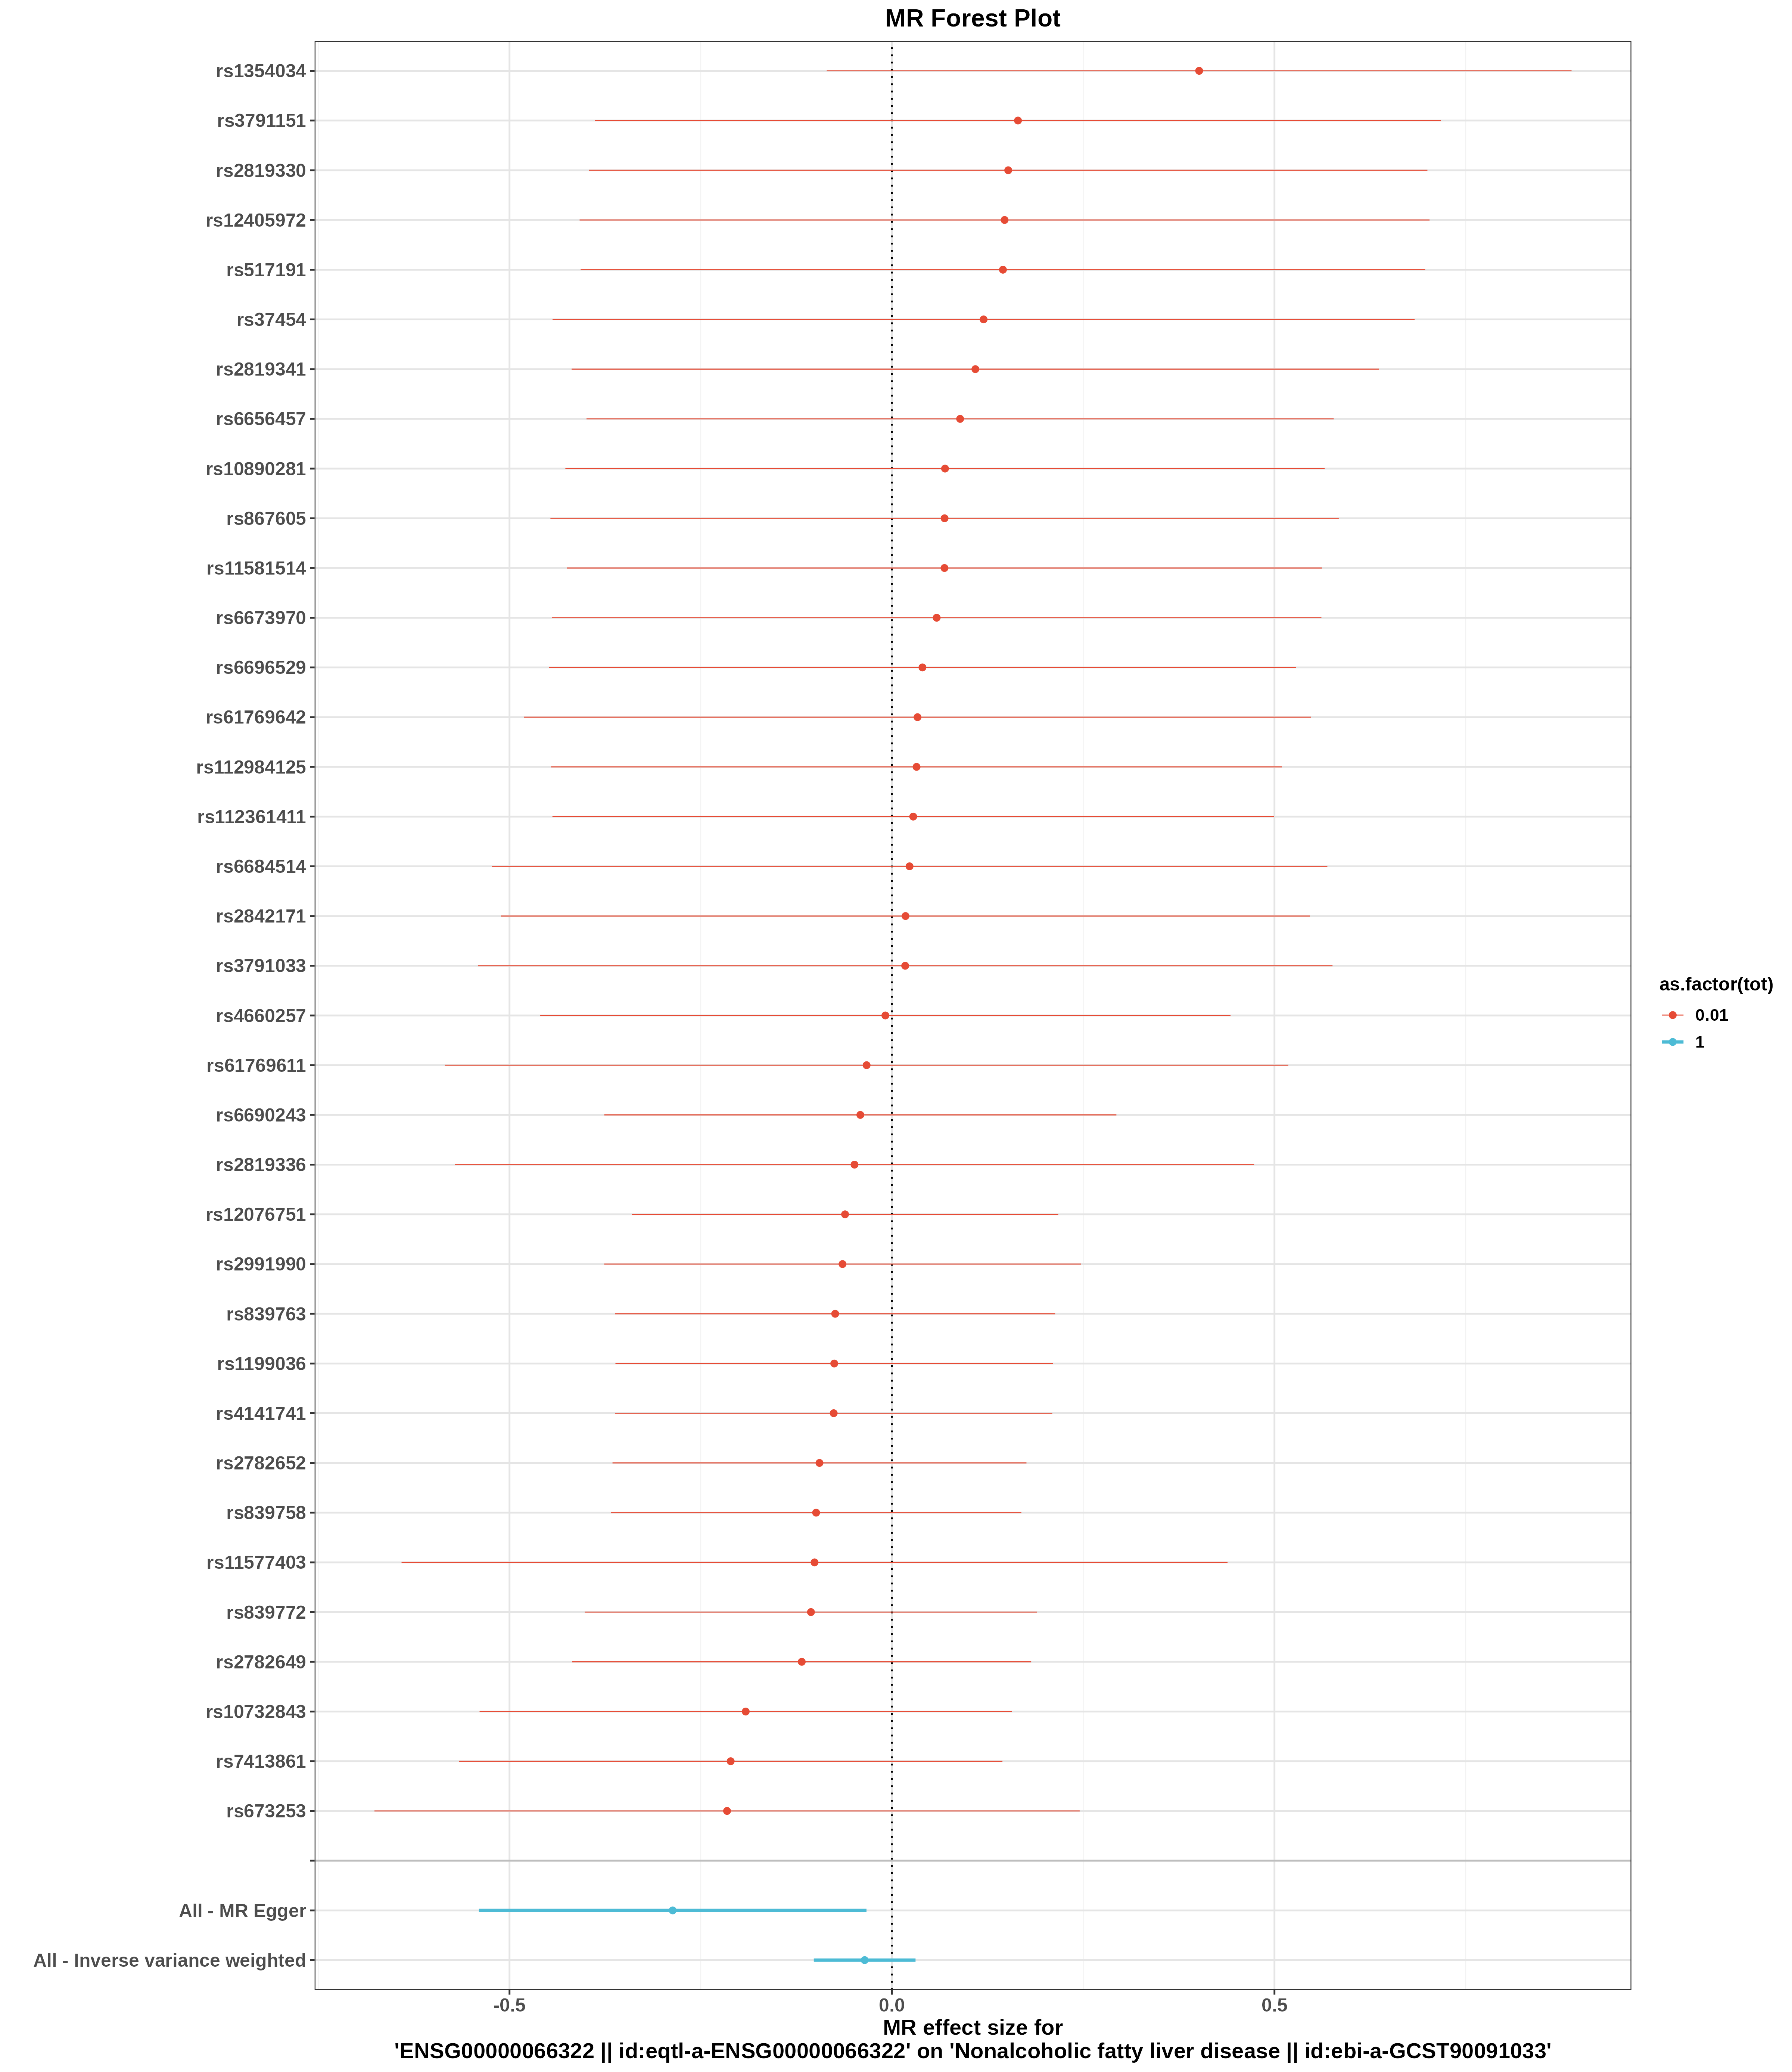 MR Forest Plot
rs1354034
rs3791151
rs2819330
rs12405972
rs517191
rs37454
rs2819341
rs6656457
rs10890281
rs867605
rs11581514
rs6673970
rs6696529
rs61769642
rs112984125
rs112361411
rs6684514
rs2842171
rs3791033
rs4660257
rs61769611
rs6690243
rs2819336
rs12076751
rs2991990
rs839763
rs1199036
rs4141741
rs2782652
rs839758
rs11577403
rs839772
rs2782649
rs10732843
rs7413861
rs673253
All - MR Egger
All - Inverse variance weighted
-0.5 0.0 0.5
MR effect size for
'ENSG00000066322 || id:eqtl-a-ENSG00000066322' on 'Nonalcoholic fatty liver disease || id:ebi-a-GCST90091033'
as.factor(tot)
0.01
1